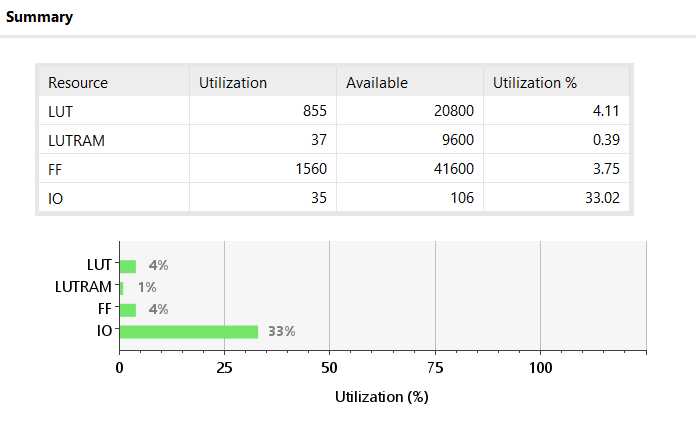 Summary
Resource Utilization Available Utilization %
LUT 855 20800 4.11
LUTRAM 37 9600 0.39
FF 1560 41600 3.75
IO 35 106 33.02
LUT 4%
LUTRAM 1%
FF 4%
IO 33%
0 25 50 75 100
Utilization (%)